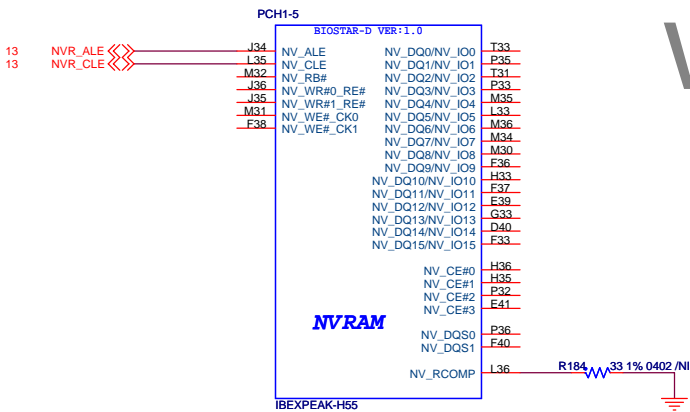 PCH1-5
BIOSTAR-D VER:1.0
13 NVR_ALE J34 NV_ALE NV_DQ0/NV_IO0 T33
13 NVR_CLE L35 NV_CLE NV_DQ1/NV_IO1 P35
M32 NV_RB# NV_DQ2/NV_IO2 T31
J36 NV_WR#0_RE# NV_DQ3/NV_IO3 P33
J35 NV_WR#1_RE# NV_DQ4/NV_IO4 M35
M31 NV_WE#_CK0 NV_DQ5/NV_IO5 L33
F38 NV_WE#_CK1 NV_DQ6/NV_IO6 M36
NV_DQ7/NV_IO7 M34
NV_DQ8/NV_IO8 M30
NV_DQ9/NV_IO9 F36
NV_DQ10/NV_IO10 H33
NV_DQ11/NV_IO11 F37
NV_DQ12/NV_IO12 E39
NV_DQ13/NV_IO13 G33
NV_DQ14/NV_IO14 D40
NV_DQ15/NV_IO15 F33
NV_CE#0 H36
NV_CE#1 H35
NV_CE#2 P32
NV_CE#3 E41
NVRAM
NV_DQS0 P36
NV_DQS1 F40
NV_RCOMP L36 R184 33 1% 0402 /NI
IBEXPEAK-H55